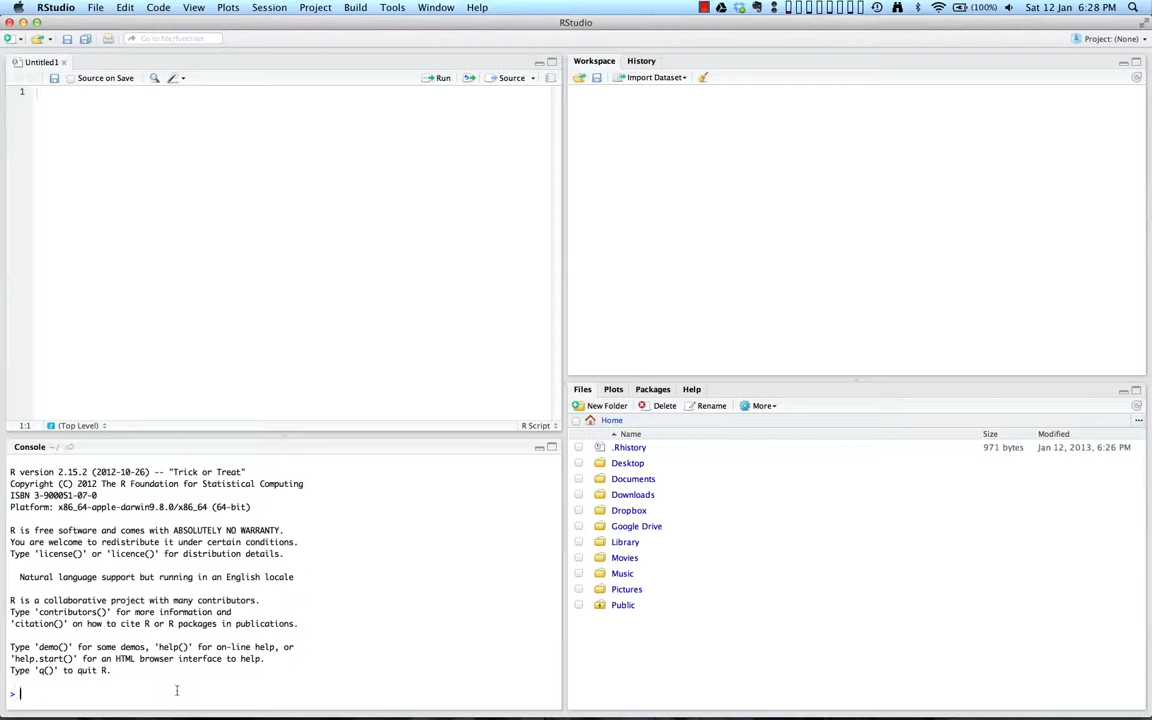 RStudio File Edit Code View Plots Session Project Build Tools Window Help (100%) Sat 12 Jan 6:28 PM
RStudio
Go to file/function Project: (None)
Untitled1
Source on Save Run Source
1
1:1 (Top Level) R Script
Console ~/
R version 2.15.2 (2012-10-26) -- "Trick or Treat"
Copyright (C) 2012 The R Foundation for Statistical Computing
ISBN 3-900051-07-0
Platform: x86_64-apple-darwin9.8.0/x86_64 (64-bit)
R is free software and comes with ABSOLUTELY NO WARRANTY.
You are welcome to redistribute it under certain conditions.
Type 'license()' or 'licence()' for distribution details.
Natural language support but running in an English locale
R is a collaborative project with many contributors.
Type 'contributors()' for more information and
'citation()' on how to cite R or R packages in publications.
Type 'demo()' for some demos, 'help()' for on-line help, or
'help.start()' for an HTML browser interface to help.
Type 'q()' to quit R.
>
Workspace History
Import Dataset
Files Plots Packages Help
New Folder Delete Rename More
Home
Name Size Modified
.Rhistory 971 bytes Jan 12, 2013, 6:26 PM
Desktop
Documents
Downloads
Dropbox
Google Drive
Library
Movies
Music
Pictures
Public